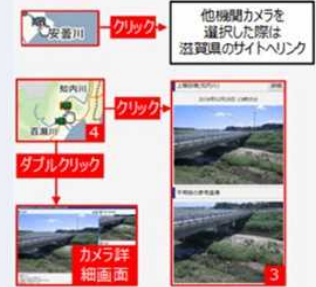 安曇川
クリック
他機関カメラを
選択した際は
滋賀県のサイトへリンク
知内川
百瀬川
4
クリック
ダブルクリック
カメラ詳
細画面
3